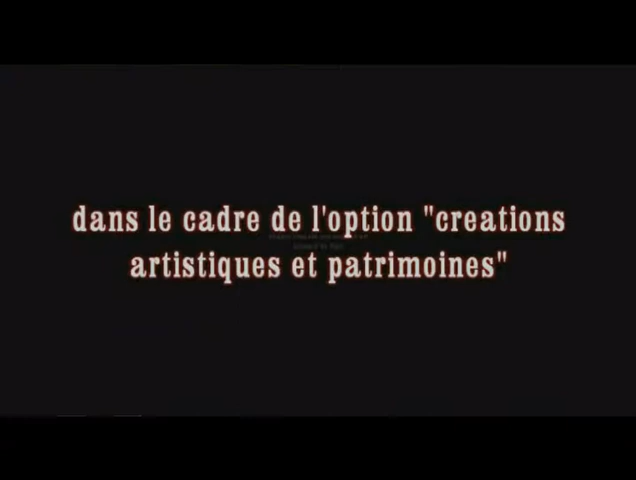 dans le cadre de l'option "creations
artistiques et patrimoines"